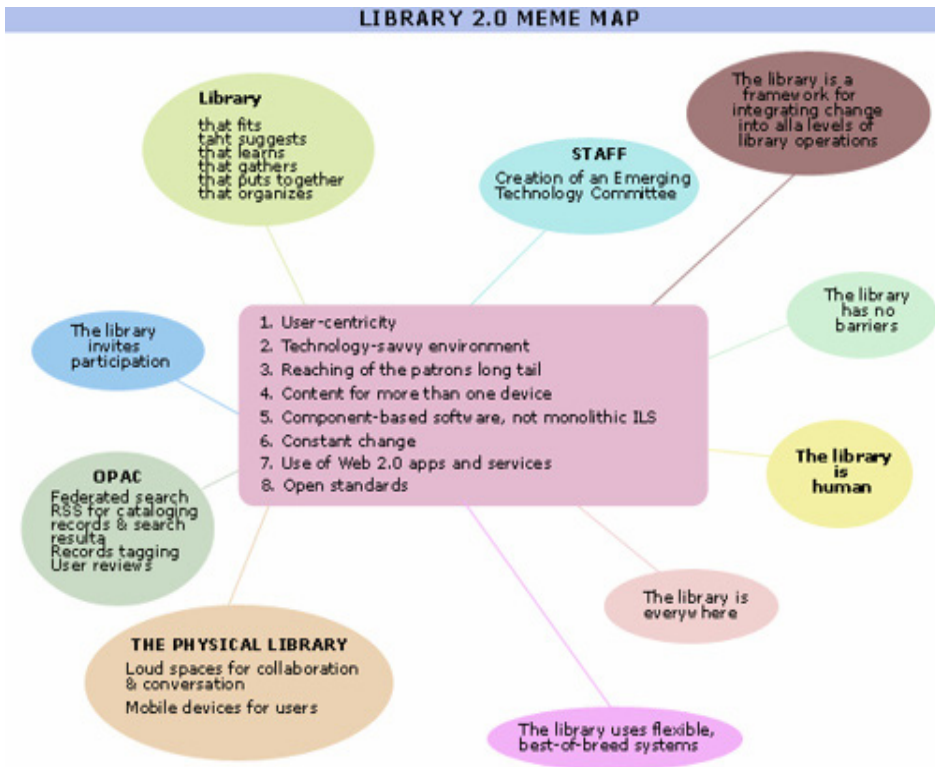 LIBRARY 2.0 MEME MAP
Library
that fits
taht suggests
that learns
that gathers
that puts together
that organizes
STAFF
Creation of an Emerging
Technology Committee
The library is a
framework for
integrating change
into alla levels of
library operations
The library
invites
participation
1. User-centricity
2. Technology-savvy environment
3. Reaching of the patrons long tail
4. Content for more than one device
5. Component-based software, not monolithic ILS
6. Constant change
7. Use of Web 2.0 apps and services
8. Open standards
The library
has no
barriers
The library
is
human
OPAC
Federated search
RSS for cataloging
records & search
resulta
Records tagging
User reviews
The library is
everywhere
THE PHYSICAL LIBRARY
Loud spaces for collaboration
& conversation
Mobile devices for users
The library uses flexible,
best-of-breed systems